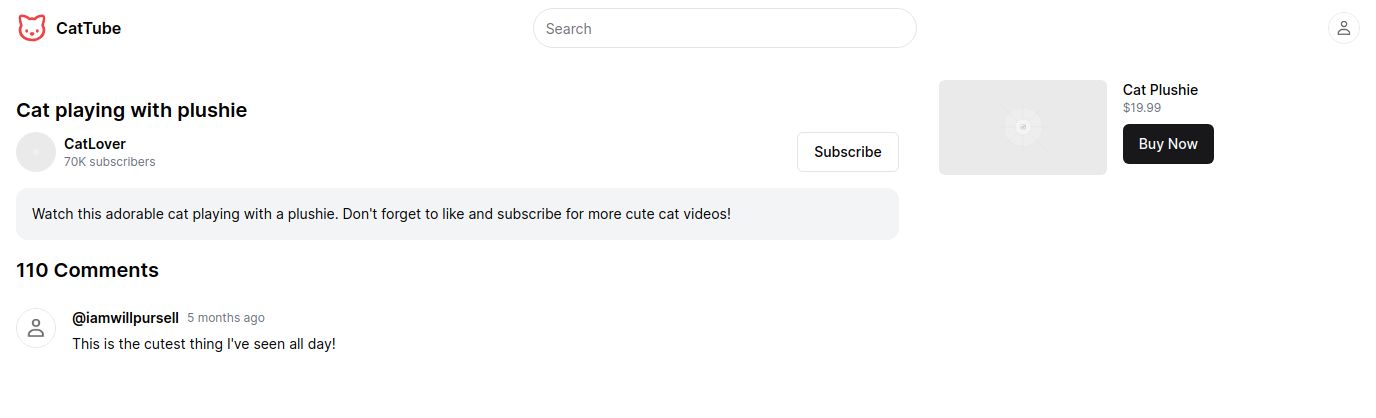 CatTube
Search
Cat playing with plushie
CatLover
70K subscribers
Subscribe
Watch this adorable cat playing with a plushie. Don't forget to like and subscribe for more cute cat videos!
110 Comments
@iamwillpursell 5 months ago
This is the cutest thing I've seen all day!
Cat Plushie
$19.99
Buy Now